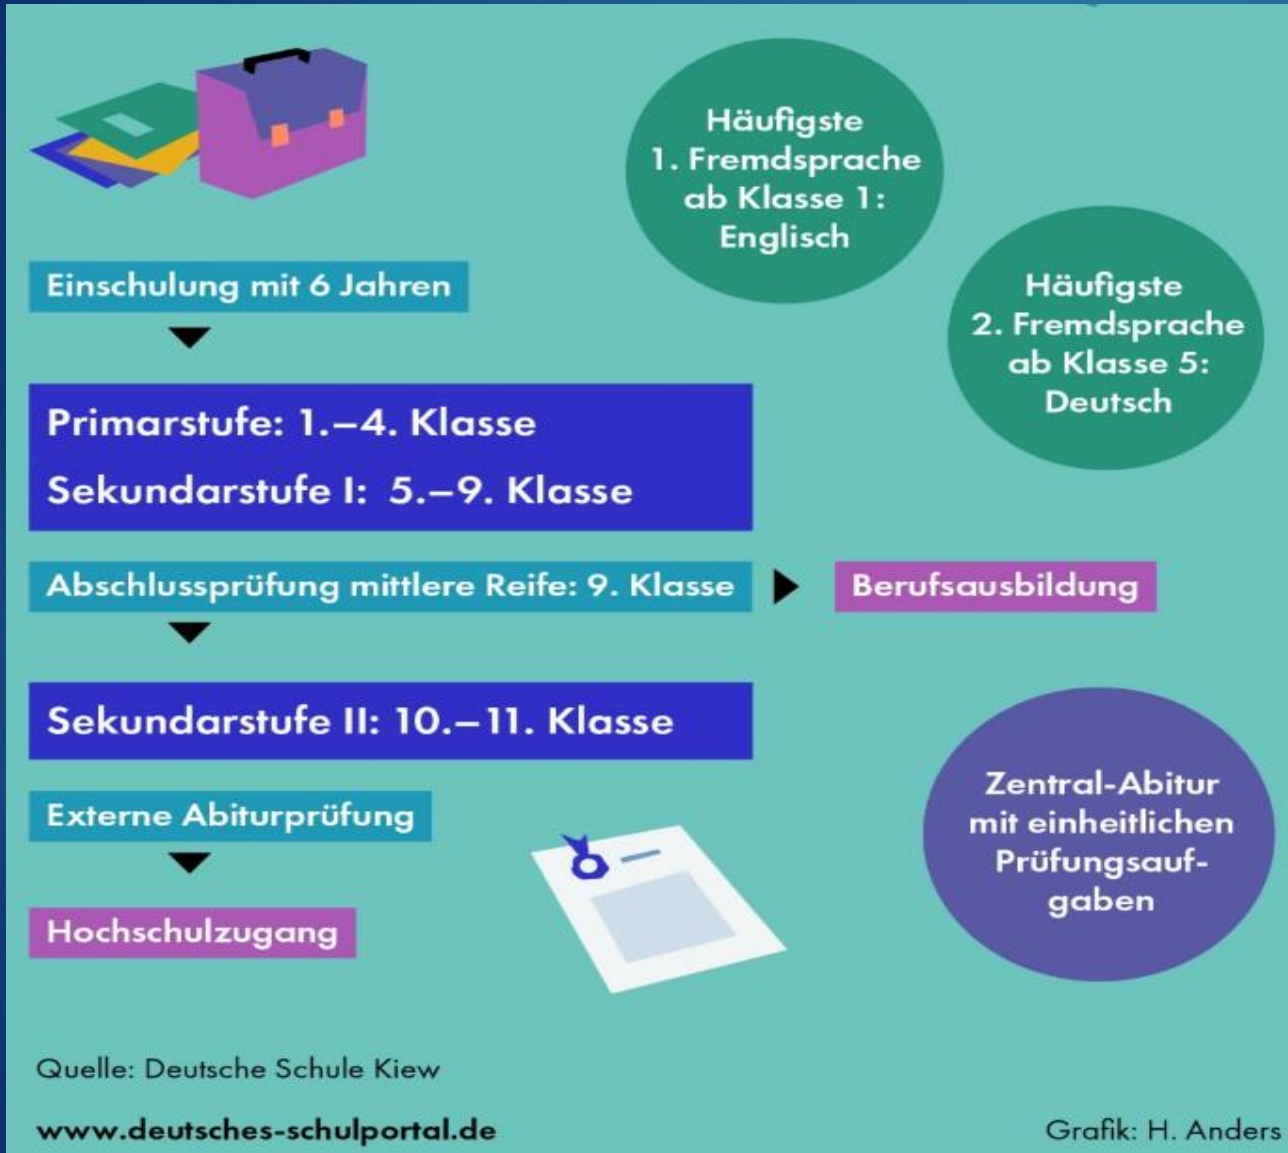 Häufigste
1. Fremdsprache
ab Klasse 1:
Englisch
Häufigste
2. Fremdsprache
ab Klasse 5:
Deutsch
Einschulung mit 6 Jahren
Primarstufe: 1.–4. Klasse
Sekundarstufe I: 5.–9. Klasse
Abschlussprüfung mittlere Reife: 9. Klasse
Berufsausbildung
Sekundarstufe II: 10.–11. Klasse
Externe Abiturprüfung
Hochschulzugang
Zentral-Abitur
mit einheitlichen
Prüfungsauf-
gaben
Quelle: Deutsche Schule Kiew
www.deutsches-schulportal.de
Grafik: H. Anders